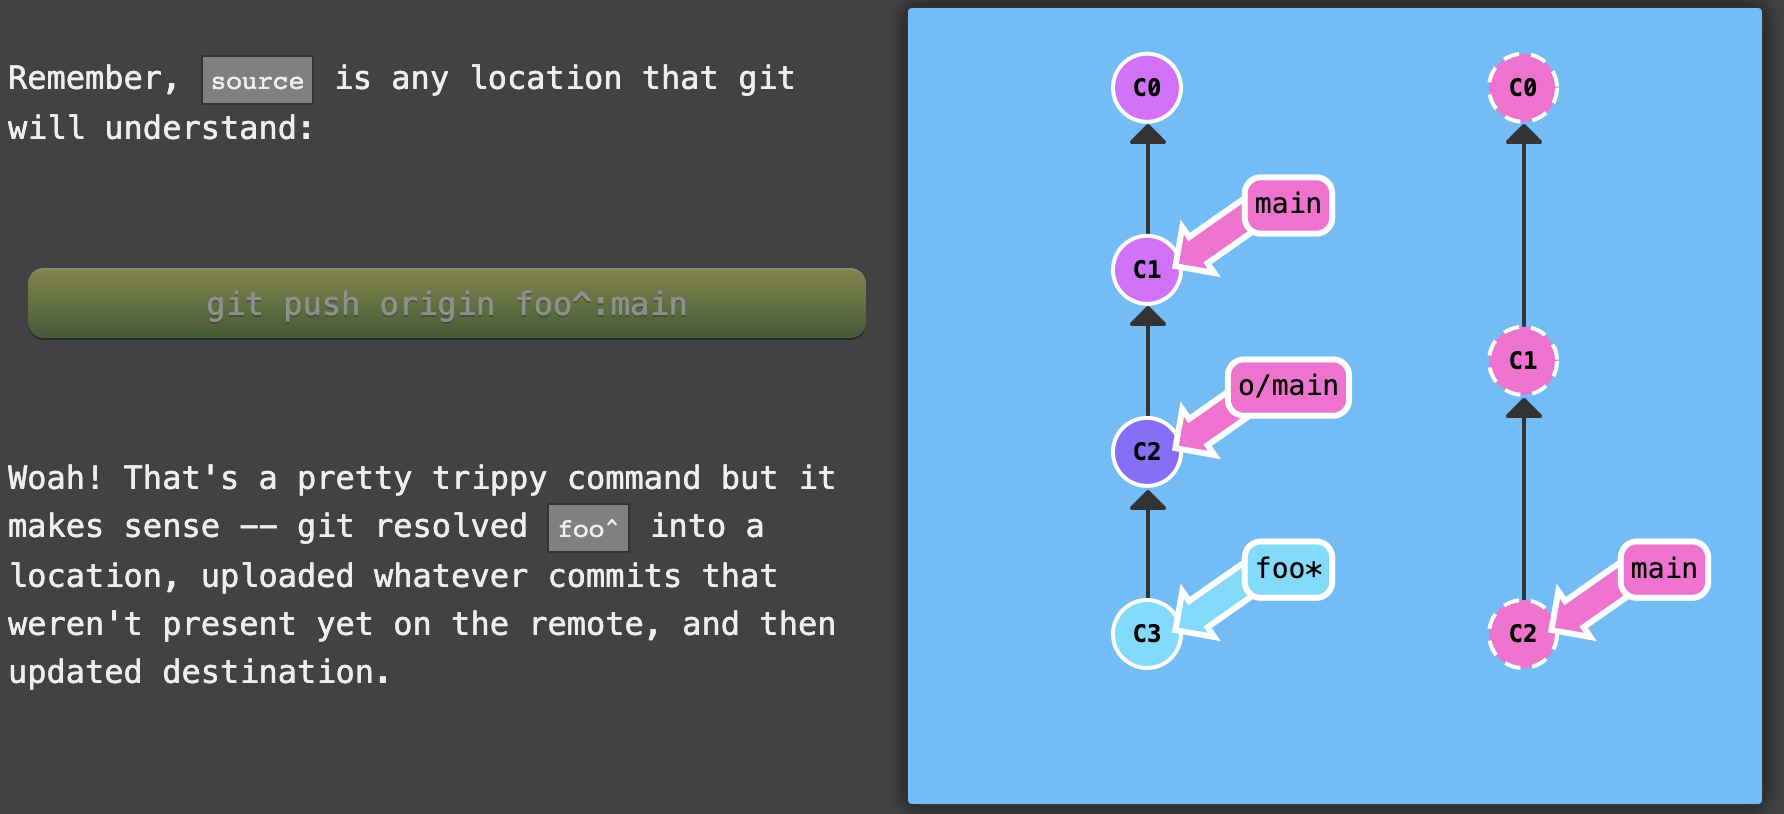 Remember, source is any location that git
will understand:
git push origin foo^:main
Woah! That's a pretty trippy command but it
makes sense -- git resolved foo^ into a
location, uploaded whatever commits that
weren't present yet on the remote, and then
updated destination.
C0
main
C1
o/main
C2
foo*
C3
C0
C1
main
C2